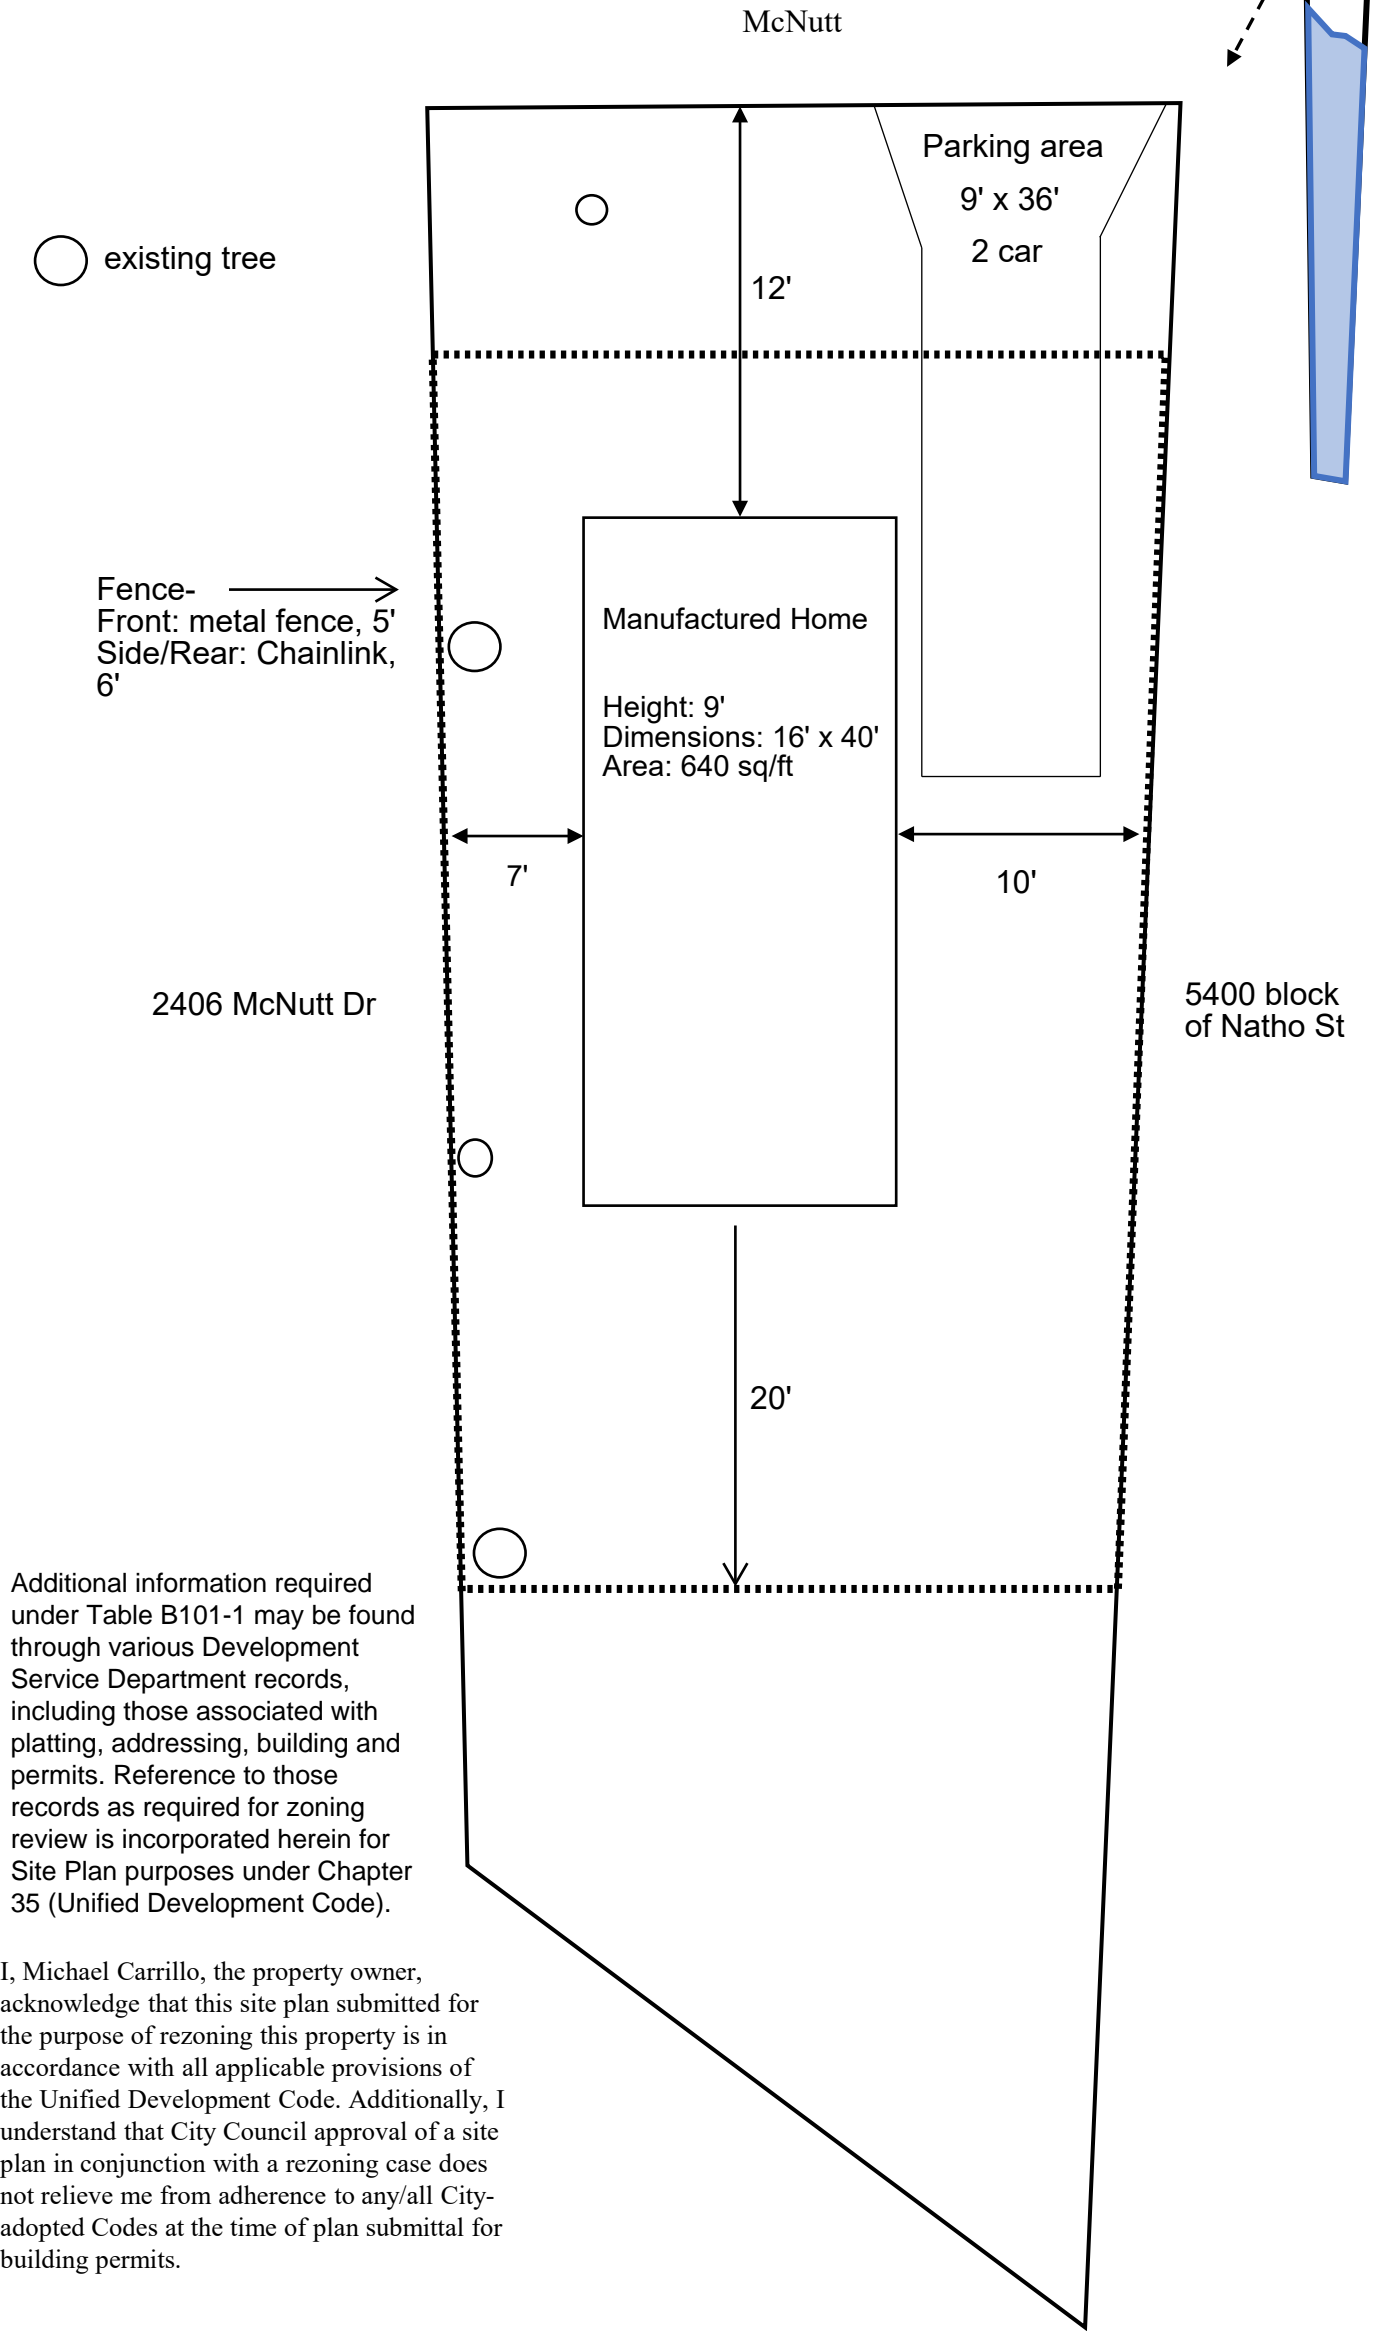 McNutt
Parking area
9' x 36'
2 car
existing tree
12'
Fence-
Front: metal fence, 5'
Side/Rear: Chainlink,
6'
Manufactured Home
Height: 9'
Dimensions: 16' x 40'
Area: 640 sq/ft
7'
10'
2406 McNutt Dr
5400 block
of Natho St
20'
Additional information required
under Table B101-1 may be found
through various Development
Service Department records,
including those associated with
platting, addressing, building and
permits. Reference to those
records as required for zoning
review is incorporated herein for
Site Plan purposes under Chapter
35 (Unified Development Code).
I, Michael Carrillo, the property owner,
acknowledge that this site plan submitted for
the purpose of rezoning this property is in
accordance with all applicable provisions of
the Unified Development Code. Additionally, I
understand that City Council approval of a site
plan in conjunction with a rezoning case does
not relieve me from adherence to any/all City-
adopted Codes at the time of plan submittal for
building permits.